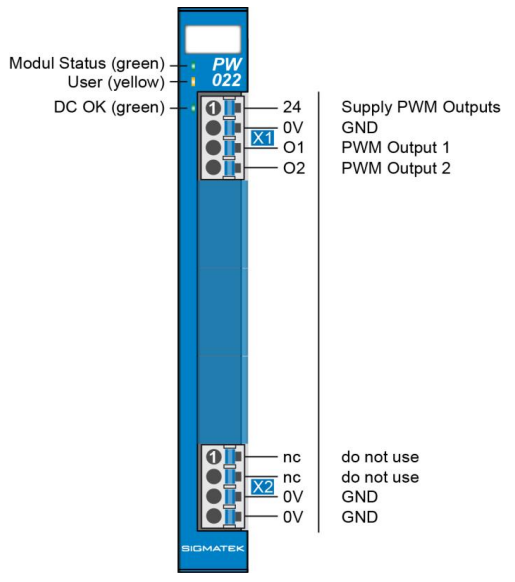 PW
022
Modul Status (green)
User (yellow)
DC OK (green)
1 24 Supply PWM Outputs
0V GND
X1
O1 PWM Output 1
O2 PWM Output 2
1 nc do not use
nc do not use
X2
0V GND
0V GND
SIGMATEK